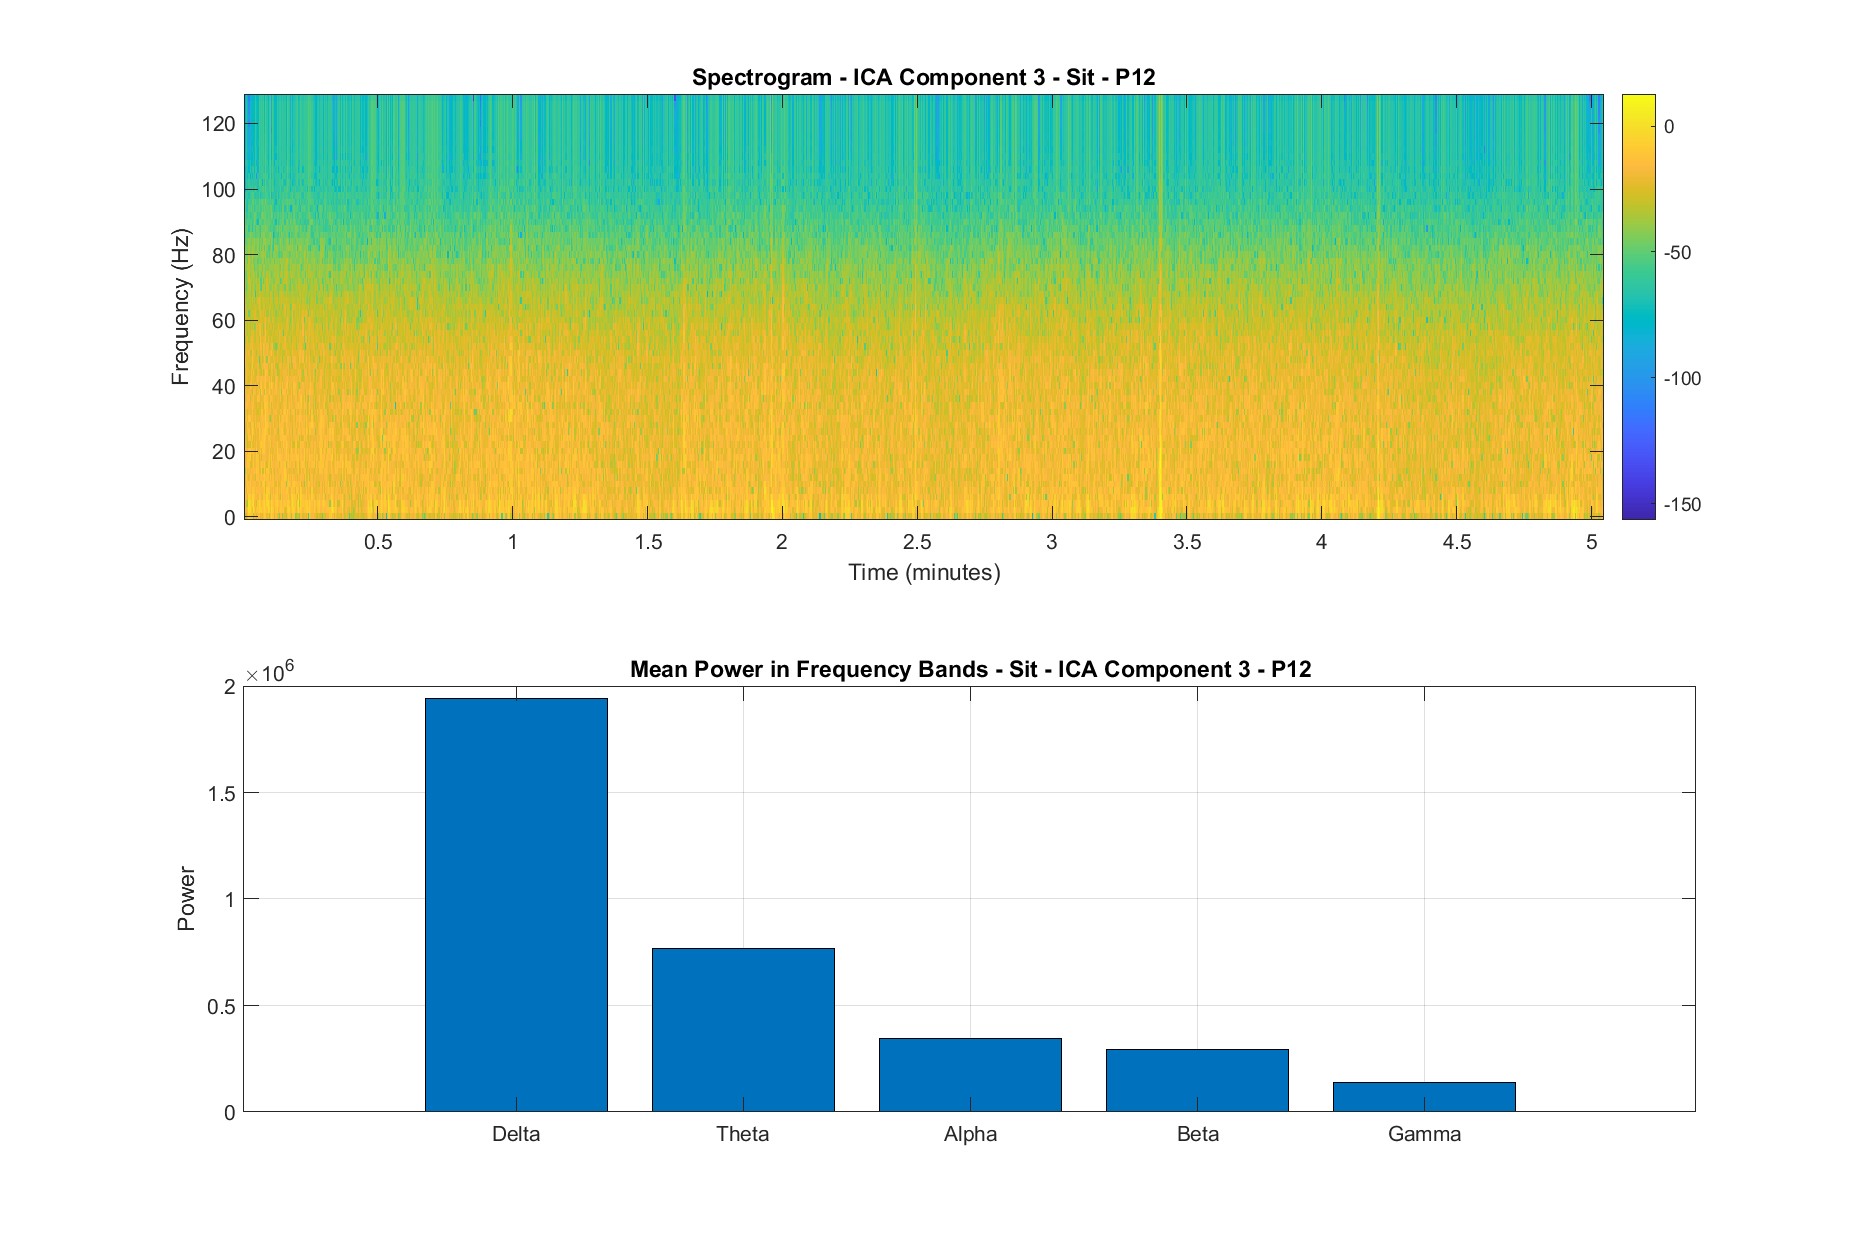 Spectrogram - ICA Component 3 - Sit - P12
120
100
80
60
40
20
0
Frequency (Hz)
0.5 1 1.5 2 2.5 3 3.5 4 4.5 5
Time (minutes)
0
-50
-100
-150
Mean Power in Frequency Bands - Sit - ICA Component 3 - P12
×10^6
2
1.5
1
0.5
0
Power
Delta Theta Alpha Beta Gamma